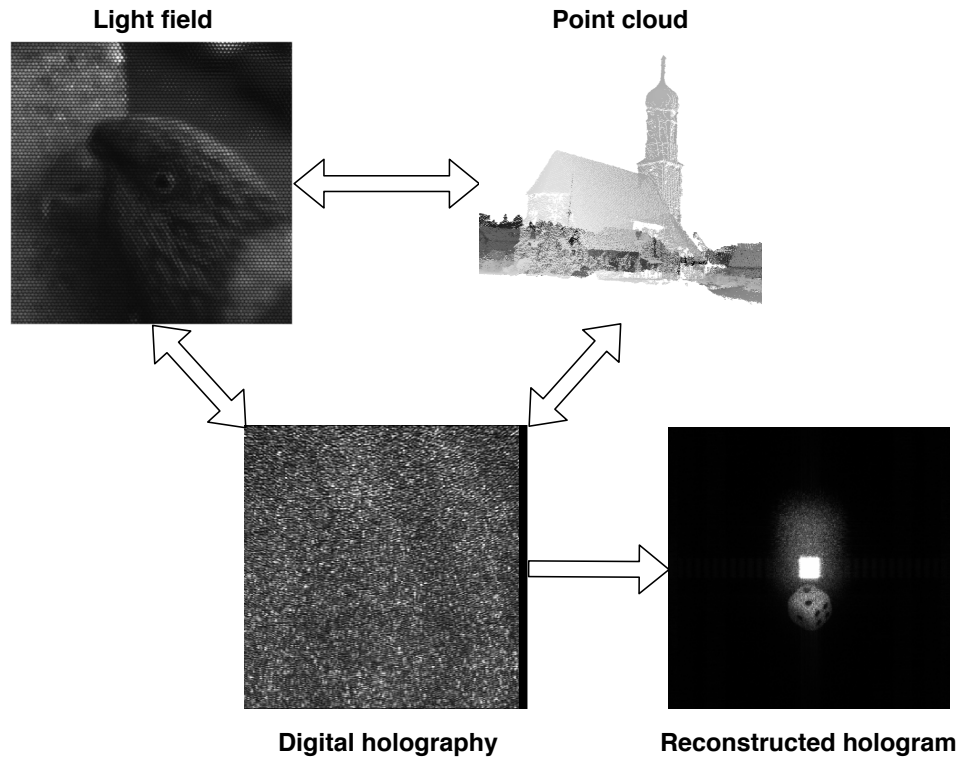 Light field
Point cloud
Digital holography
Reconstructed hologram